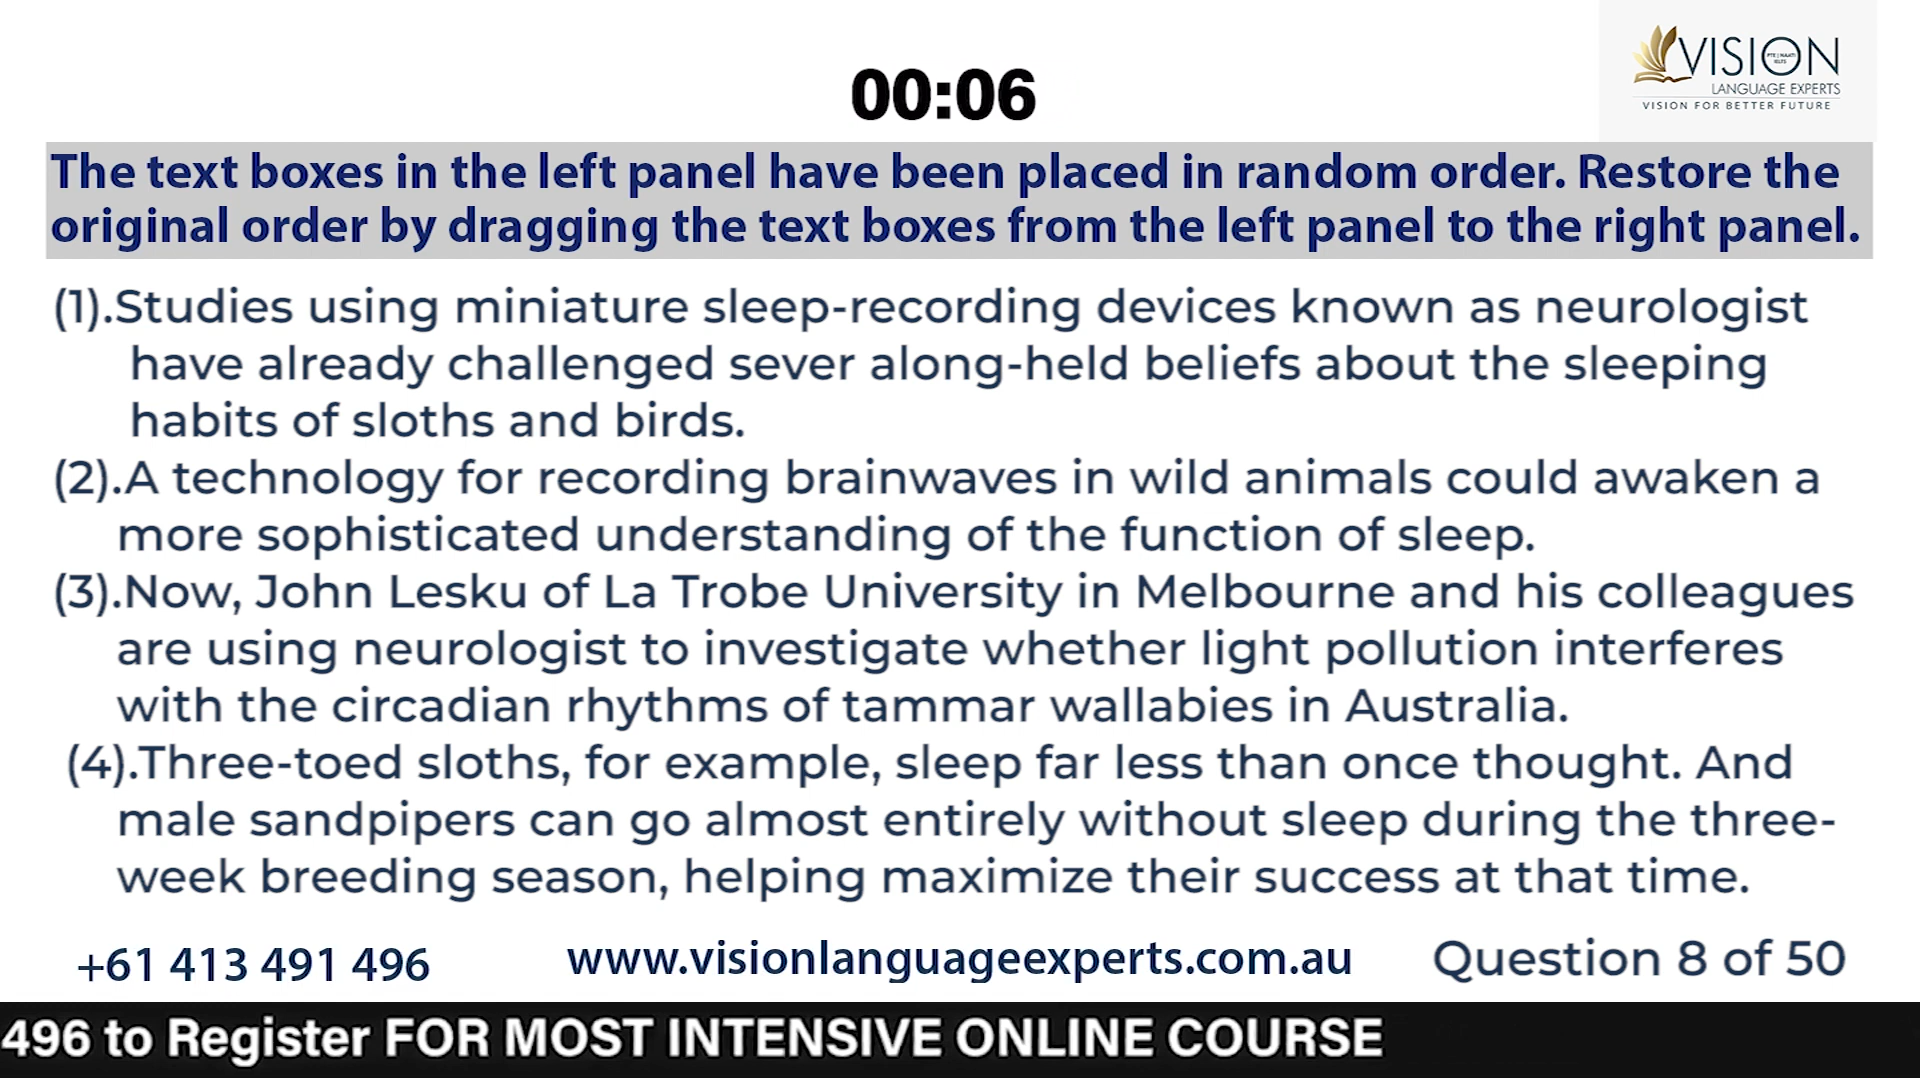 00:06
VISION
PTE | NAATI
IELTS
LANGUAGE EXPERTS
VISION FOR BETTER FUTURE
The text boxes in the left panel have been placed in random order. Restore the
original order by dragging the text boxes from the left panel to the right panel.
(1).Studies using miniature sleep-recording devices known as neurologist
have already challenged sever along-held beliefs about the sleeping
habits of sloths and birds.
(2).A technology for recording brainwaves in wild animals could awaken a
more sophisticated understanding of the function of sleep.
(3).Now, John Lesku of La Trobe University in Melbourne and his colleagues
are using neurologist to investigate whether light pollution interferes
with the circadian rhythms of tammar wallabies in Australia.
(4).Three-toed sloths, for example, sleep far less than once thought. And
male sandpipers can go almost entirely without sleep during the three-
week breeding season, helping maximize their success at that time.
+61 413 491 496
www.visionlanguageexperts.com.au
Question 8 of 50
496 to Register FOR MOST INTENSIVE ONLINE COURSE